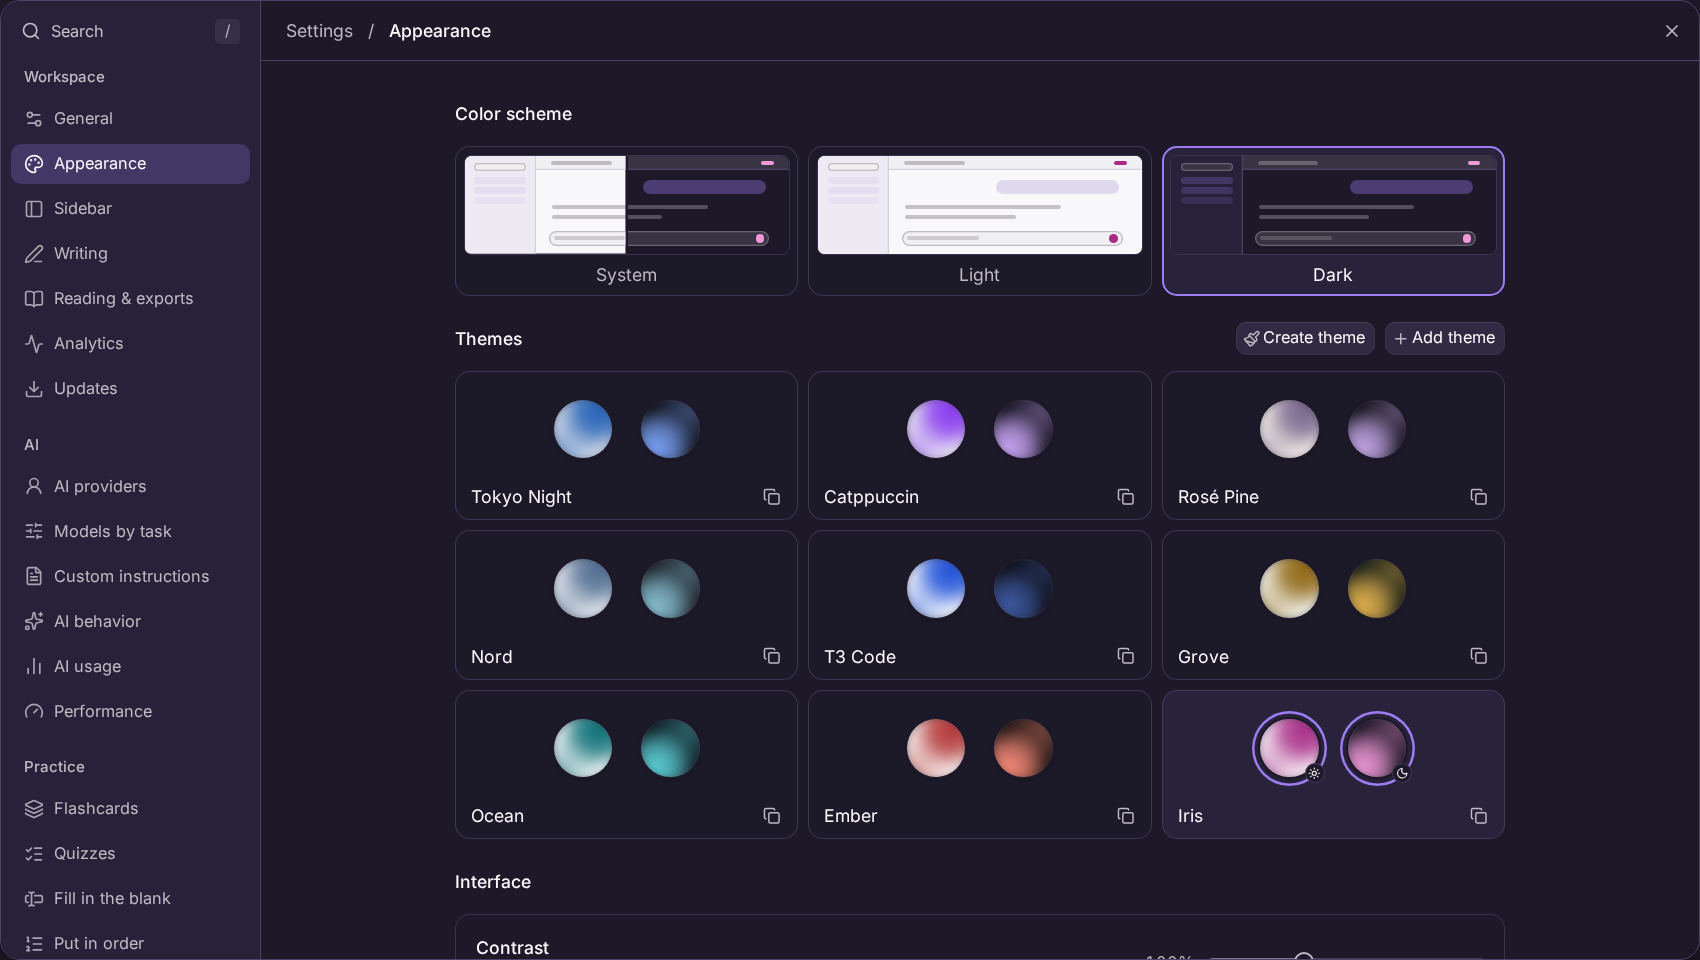 Search /
Settings / Appearance
Workspace
General
Appearance
Sidebar
Writing
Reading & exports
Analytics
Updates
AI
AI providers
Models by task
Custom instructions
AI behavior
AI usage
Performance
Practice
Flashcards
Quizzes
Fill in the blank
Put in order
Color scheme
System
Light
Dark
Themes
Create theme
Add theme
Tokyo Night
Catppuccin
Rosé Pine
Nord
T3 Code
Grove
Ocean
Ember
Iris
Interface
Contrast